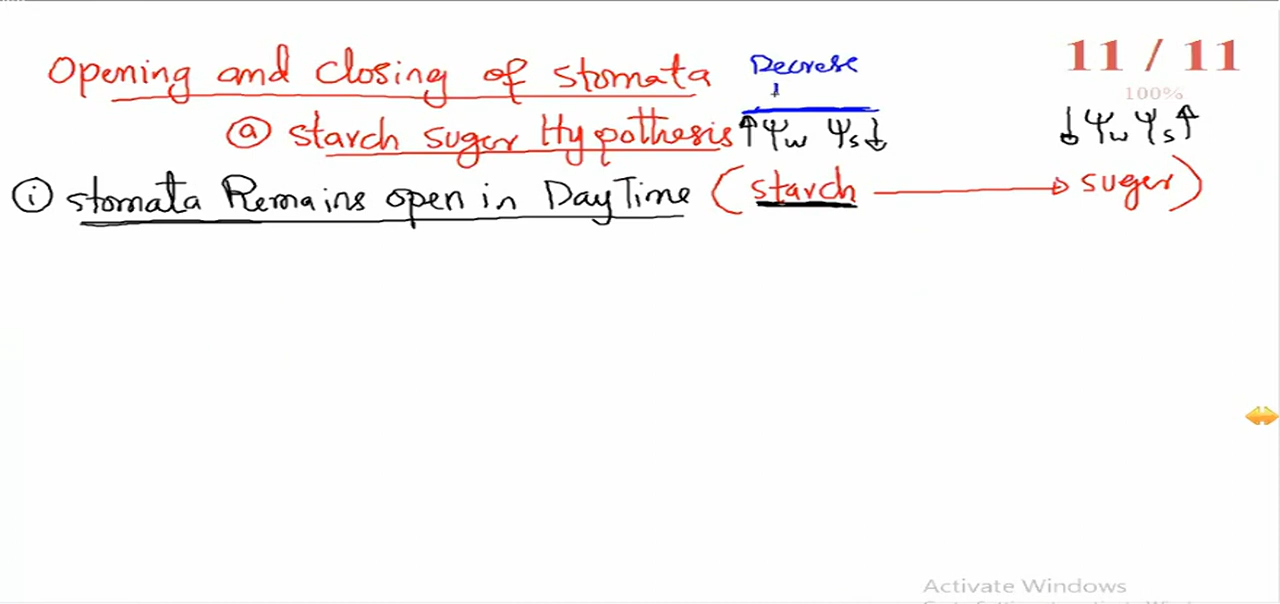 Opening and closing of stomata Decrese 11 / 11
100%
ⓐ starch suger Hypothesis ↑Ψw Ψs↓ ↓Ψw Ψs↑
ⓘ stomata Remains open in DayTime (starch → suger)
Activate Windows